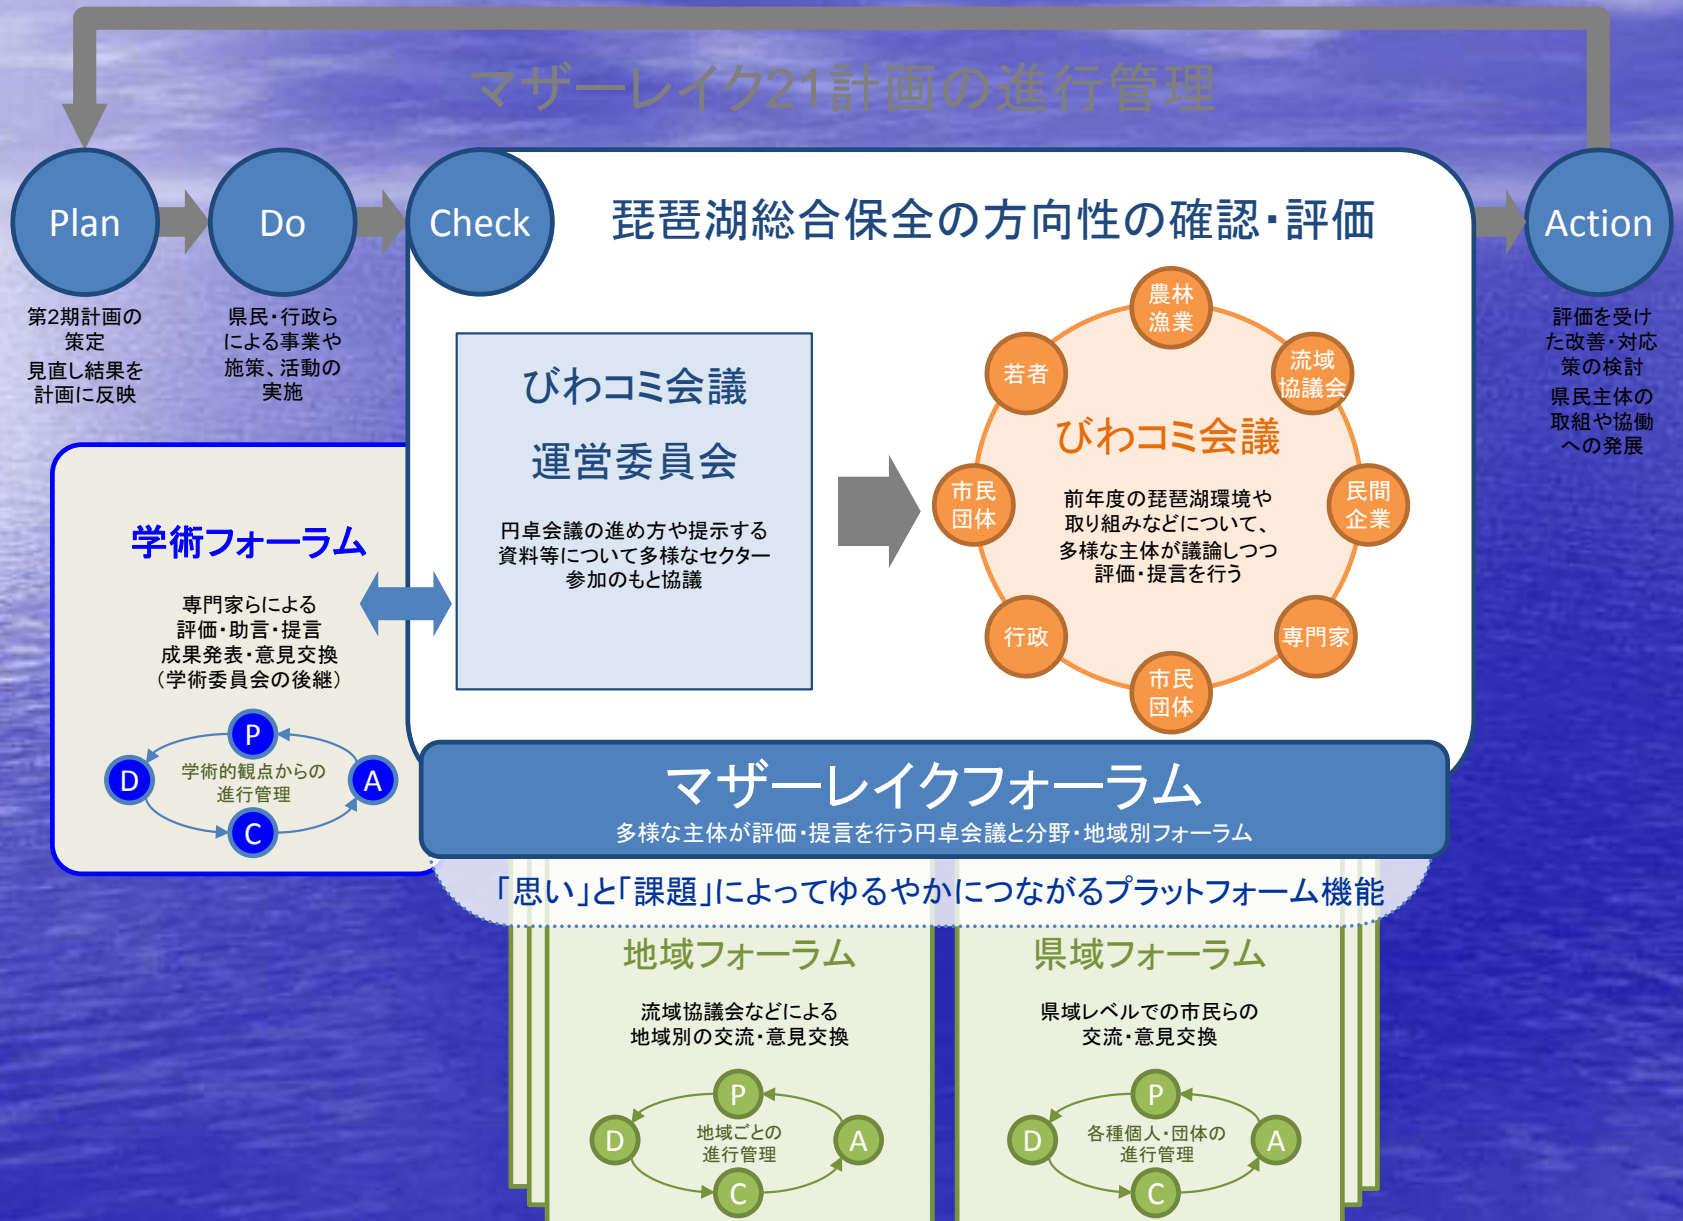 マザーレイク21計画の進行管理
Plan
Do
Check
Action
琵琶湖総合保全の方向性の確認・評価
第2期計画の
策定
見直し結果を
計画に反映
県民・行政ら
による事業や
施策、活動の
実施
評価を受け
た改善・対応
策の検討
県民主体の
取組や協働
への発展
びわコミ会議
運営委員会
円卓会議の進め方や提示する
資料等について多様なセクター
参加のもと協議
農林
漁業
流域
協議会
民間
企業
専門家
市民
団体
行政
市民
団体
若者
びわコミ会議
前年度の琵琶湖環境や
取り組みなどについて、
多様な主体が議論しつつ
評価・提言を行う
学術フォーラム
専門家らによる
評価・助言・提言
成果発表・意見交換
（学術委員会の後継）
P
D
A
C
学術的観点からの
進行管理
マザーレイクフォーラム
多様な主体が評価・提言を行う円卓会議と分野・地域別フォーラム
「思い」と「課題」によってゆるやかにつながるプラットフォーム機能
地域フォーラム
流域協議会などによる
地域別の交流・意見交換
P
D
A
C
地域ごとの
進行管理
県域フォーラム
県域レベルでの市民らの
交流・意見交換
P
D
A
C
各種個人・団体の
進行管理